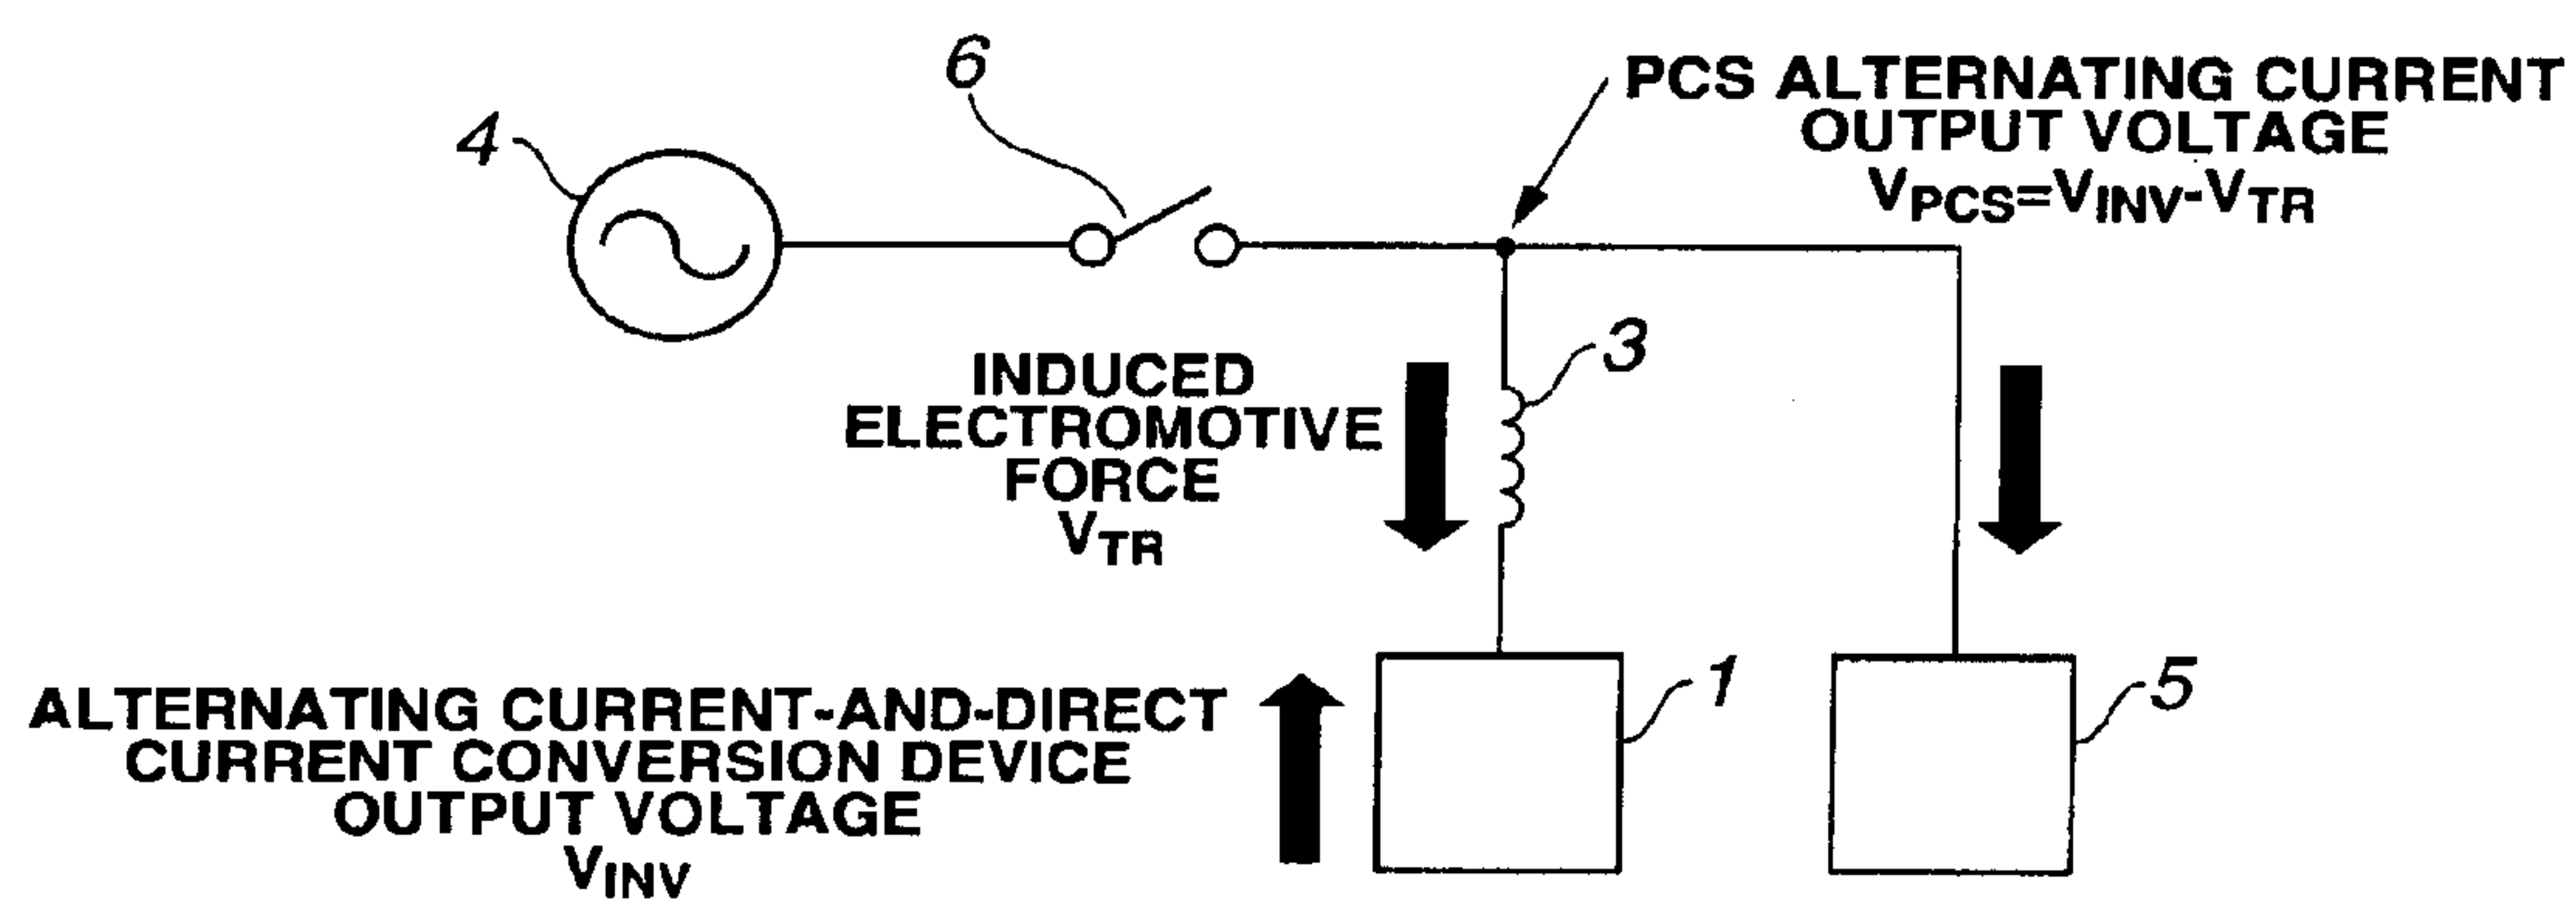 6
4
PCS ALTERNATING CURRENT
OUTPUT VOLTAGE
VPCS=VINV-VTR
3
INDUCED
ELECTROMOTIVE
FORCE
VTR
1
5
ALTERNATING CURRENT-AND-DIRECT
CURRENT CONVERSION DEVICE
OUTPUT VOLTAGE
VINV